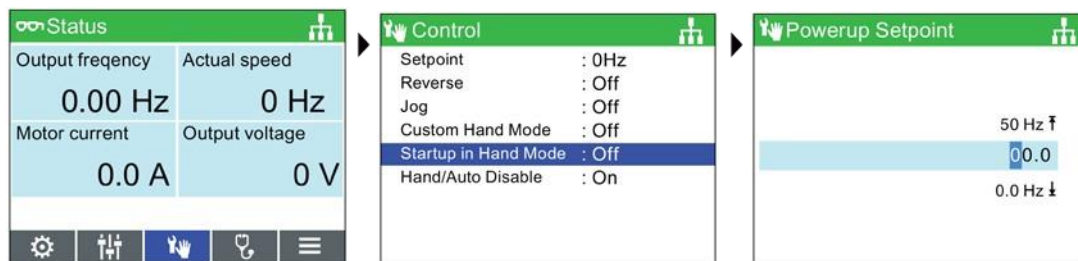 Status
Output freqency
Actual speed
0.00 Hz
0 Hz
Motor current
Output voltage
0.0 A
0 V
Control
Setpoint : 0Hz
Reverse : Off
Jog : Off
Custom Hand Mode : Off
Startup in Hand Mode : Off
Hand/Auto Disable : On
Powerup Setpoint
50 Hz
00.0
0.0 Hz